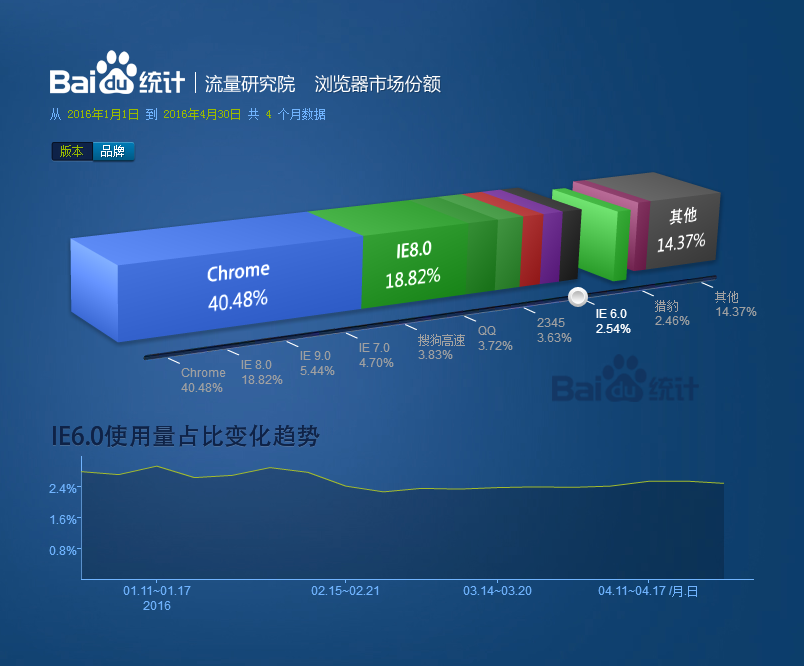 Bai du 统计 | 流量研究院 浏览器市场份额
从 2016年1月1日 到 2016年4月30日 共 4 个月数据
版本 品牌
Chrome
40.48%
IE8.0
18.82%
其他
14.37%
Chrome
40.48%
IE 8.0
18.82%
IE 9.0
5.44%
IE 7.0
4.70%
搜狗高速
3.83%
QQ
3.72%
2345
3.63%
IE 6.0
2.54%
猎豹
2.46%
其他
14.37%
Bai du 统计
IE6.0使用量占比变化趋势
2.4%
1.6%
0.8%
01.11~01.17
2016
02.15~02.21
03.14~03.20
04.11~04.17 /月.日